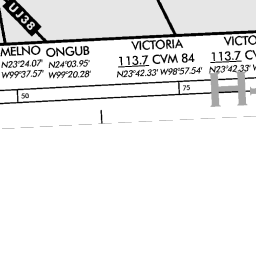 UJ38
MELNO ONGUB VICTORIA VICTO
N23°24.07' N24°03.95' 113.7 CVM 84 113.7 CV
W99°37.57' W99°20.28' N23°42.33' W98°57.54' N23°42.33'
50 75
H